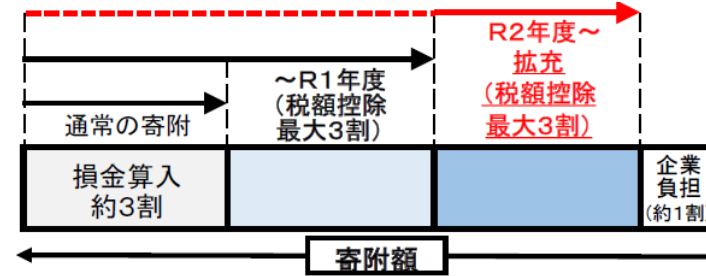 R2年度～
拡充
(税額控除
最大3割)
～R1年度
(税額控除
最大3割)
通常の寄附
損金算入
約3割
企業
負担
(約1割)
寄附額